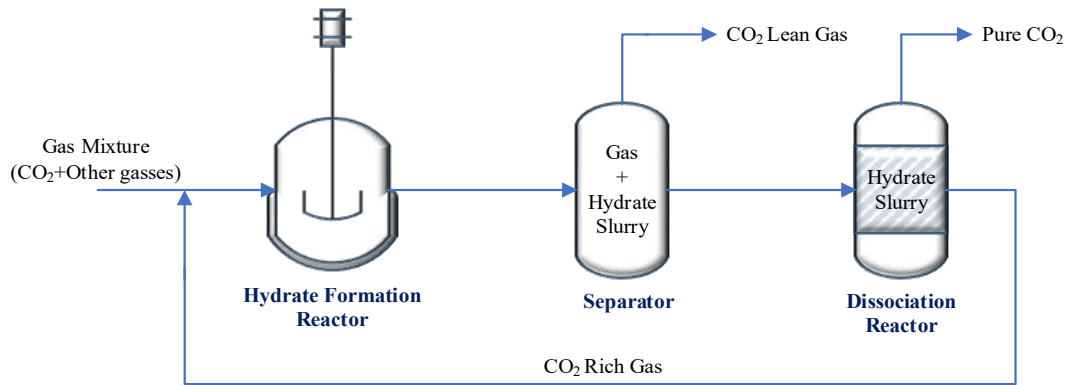 CO₂ Lean Gas
Pure CO₂
Gas Mixture
(CO₂+Other gasses)
Gas
+
Hydrate
Slurry
Hydrate
Slurry
Hydrate Formation
Reactor
Separator
Dissociation
Reactor
CO₂ Rich Gas